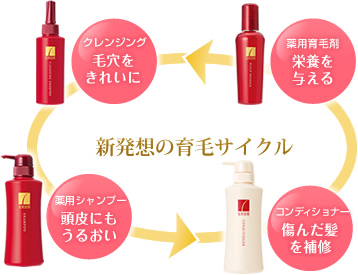 クレンジング
毛穴を
きれいに
薬用育毛剤
栄養を
与える
新発想の育毛サイクル
薬用シャンプー
頭皮にも
うるおい
コンディショナー
傷んだ髪
を補修